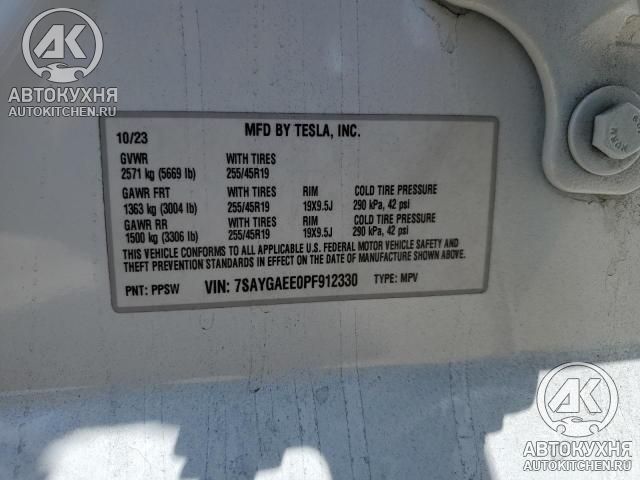 AK
АВТОКУХНЯ
AUTOKITCHEN.RU
10/23 MFD BY TESLA, INC.
GVWR WITH TIRES
2571 kg (5669 lb) 255/45R19
GAWR FRT WITH TIRES RIM COLD TIRE PRESSURE
1363 kg (3004 lb) 255/45R19 19X9.5J 290 kPa, 42 psi
GAWR RR WITH TIRES RIM COLD TIRE PRESSURE
1500 kg (3306 lb) 255/45R19 19X9.5J 290 kPa, 42 psi
THIS VEHICLE CONFORMS TO ALL APPLICABLE U.S. FEDERAL MOTOR VEHICLE SAFETY AND
THEFT PREVENTION STANDARDS IN EFFECT ON THE DATE OF MANUFACTURE SHOWN ABOVE.
PNT: PPSW VIN: 7SAYGAEE0PF912330 TYPE: MPV
AK
АВТОКУХНЯ
AUTOKITCHEN.RU